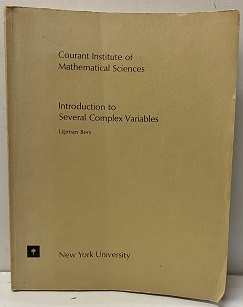 Courant Institute of
Mathematical Sciences
Introduction to
Several Complex Variables
Lipman Bers
New York University